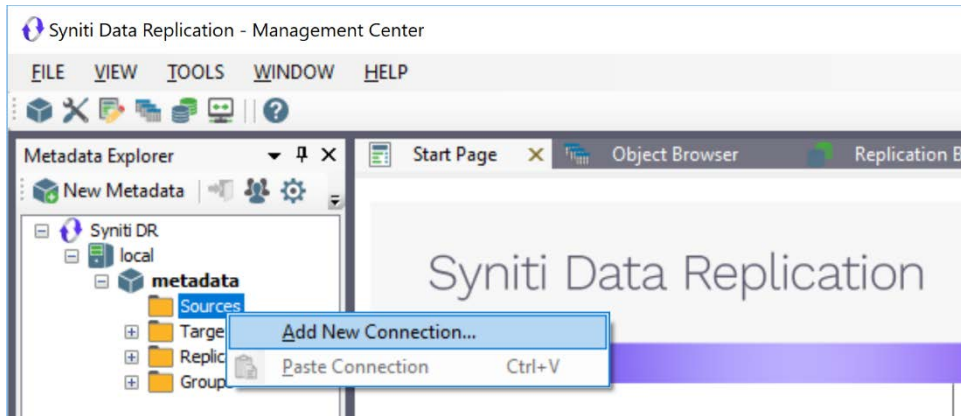 Syniti Data Replication - Management Center
FILE VIEW TOOLS WINDOW HELP
Metadata Explorer
Start Page
Object Browser
Replication B
New Metadata
Syniti DR
local
metadata
Sources
Targe
Replic
Group
Add New Connection...
Paste Connection Ctrl+V
Syniti Data Replication